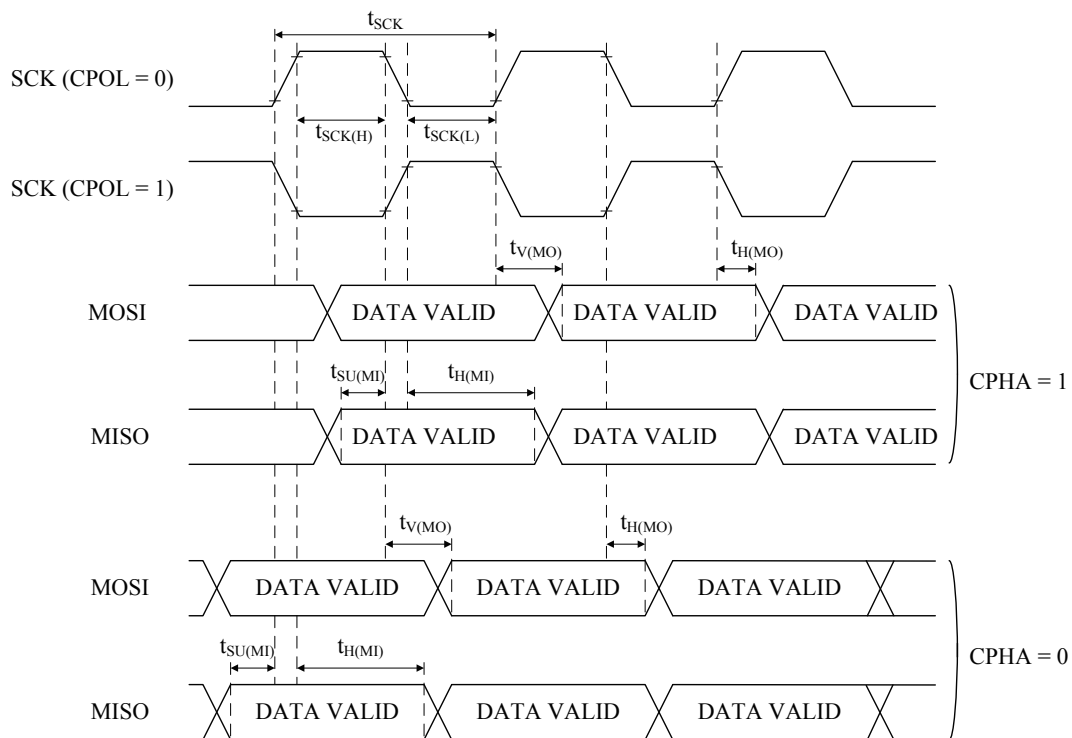 tSCK
SCK (CPOL = 0)
tSCK(H)
tSCK(L)
SCK (CPOL = 1)
tV(MO)
tH(MO)
MOSI
DATA VALID
DATA VALID
DATA VALID
tSU(MI)
tH(MI)
CPHA = 1
MISO
DATA VALID
DATA VALID
DATA VALID
tV(MO)
tH(MO)
MOSI
DATA VALID
DATA VALID
DATA VALID
tSU(MI)
tH(MI)
CPHA = 0
MISO
DATA VALID
DATA VALID
DATA VALID